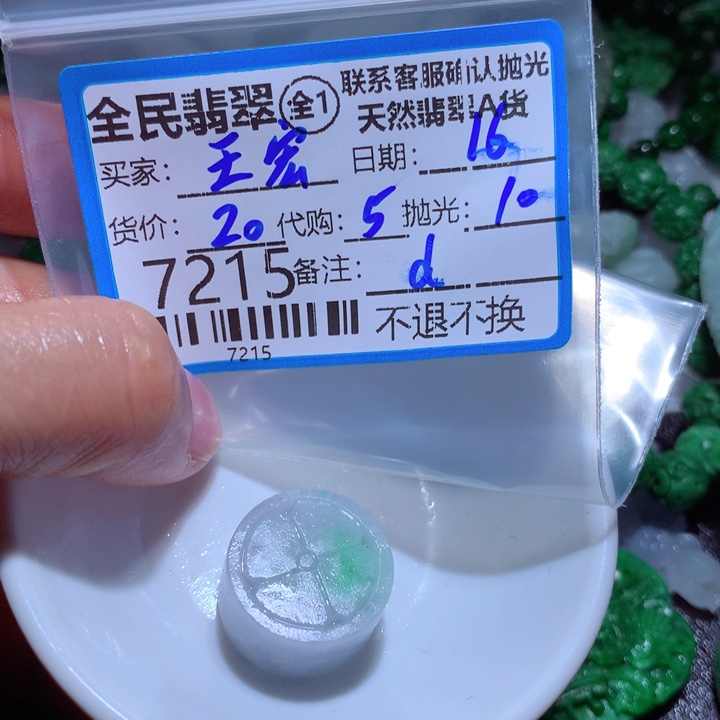 全民翡翠 全1 联系客服确认抛光
天然翡翠A货
买家: 王宏 日期: 16
货价: 20 代购: 5 抛光: 10
7215 备注: d
不退不换
7215